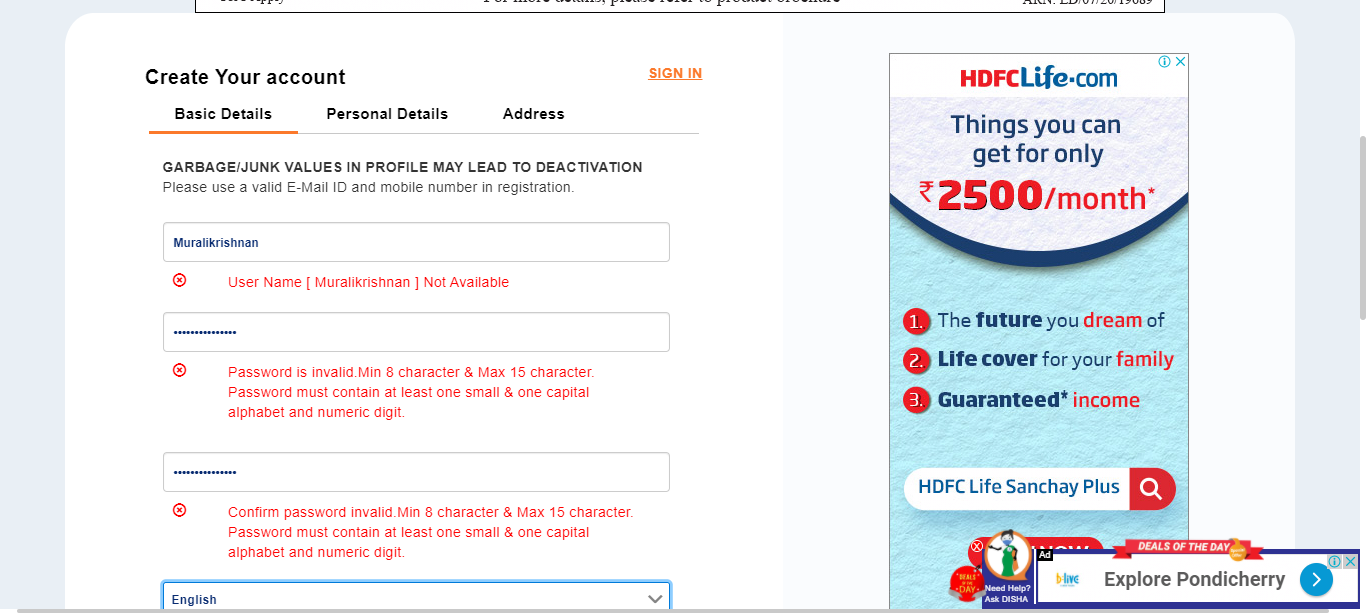 For more details, please refer to product brochure
ARN: ED/07/20/19689
Create Your account
SIGN IN
Basic Details
Personal Details
Address
GARBAGE/JUNK VALUES IN PROFILE MAY LEAD TO DEACTIVATION
Please use a valid E-Mail ID and mobile number in registration.
Muralikrishnan
User Name [ Muralikrishnan ] Not Available
•••••••••••••••
Password is invalid.Min 8 character & Max 15 character.
Password must contain at least one small & one capital
alphabet and numeric digit.
•••••••••••••••
Confirm password invalid.Min 8 character & Max 15 character.
Password must contain at least one small & one capital
alphabet and numeric digit.
English
HDFCLife.com
Things you can
get for only
₹2500/month*
1. The future you dream of
2. Life cover for your family
3. Guaranteed* income
HDFC Life Sanchay Plus
NOW
DEALS OF THE DAY
DEALS OF THE DAY
Need Help?
Ask DISHA
Ad
b-live
Explore Pondicherry